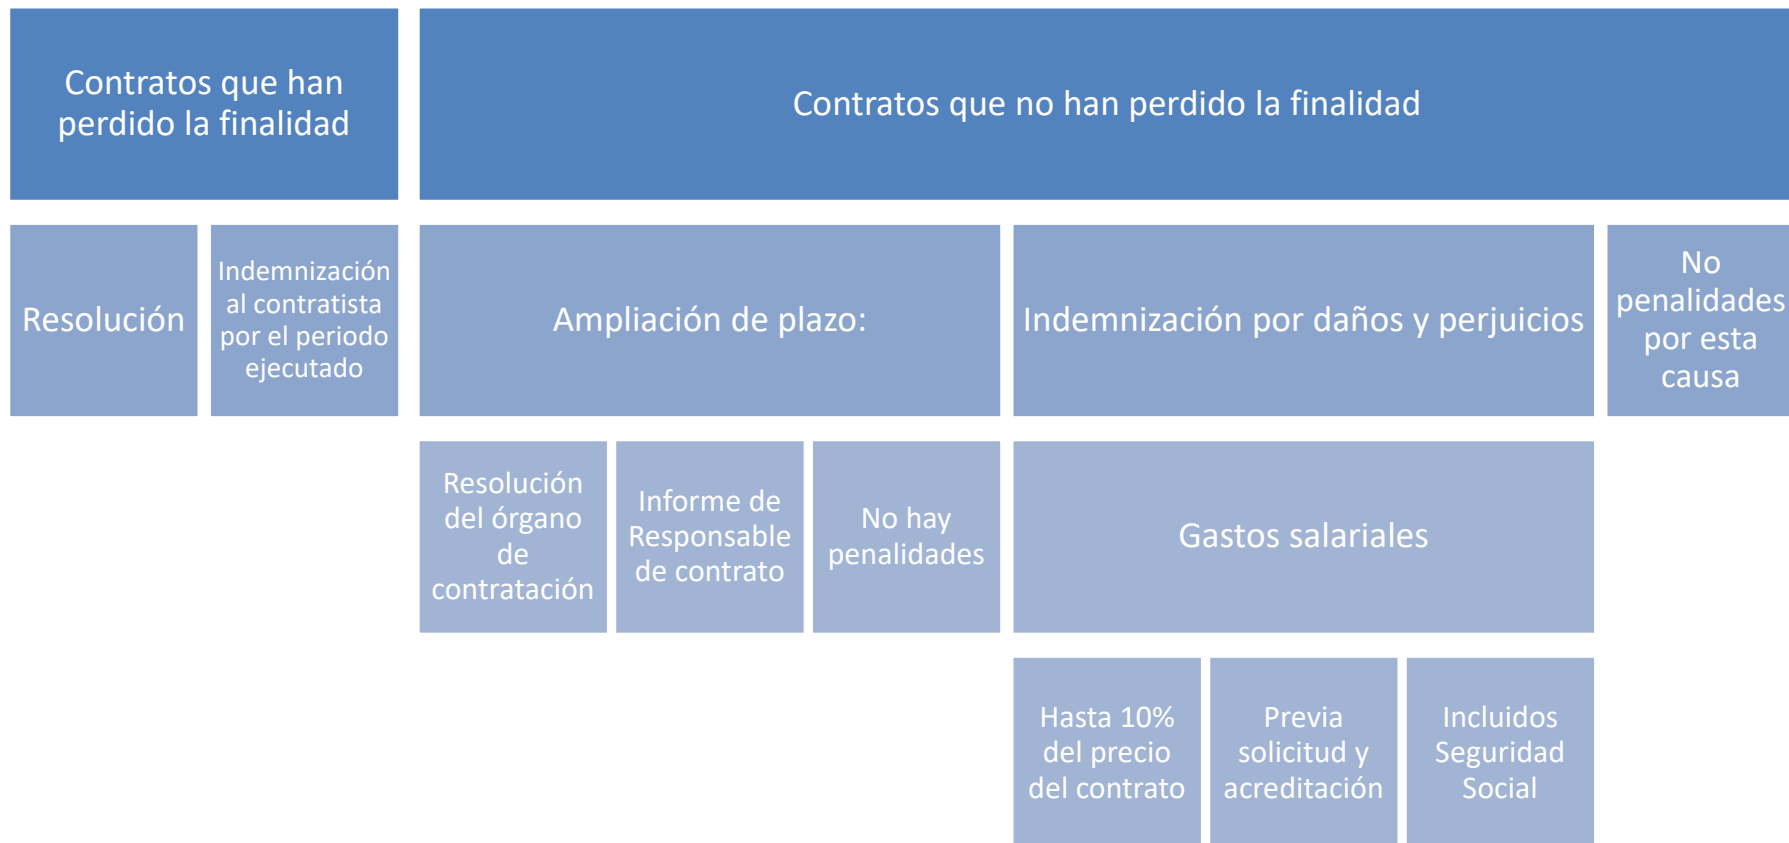 Contratos que han
perdido la finalidad
Contratos que no han perdido la finalidad
Resolución
Indemnización
al contratista
por el periodo
ejecutado
Ampliación de plazo:
Indemnización por daños y perjuicios
No
penalidades
por esta
causa
Resolución
del órgano
de
contratación
Informe de
Responsable
de contrato
No hay
penalidades
Gastos salariales
Hasta 10%
del precio
del contrato
Previa
solicitud y
acreditación
Incluidos
Seguridad
Social